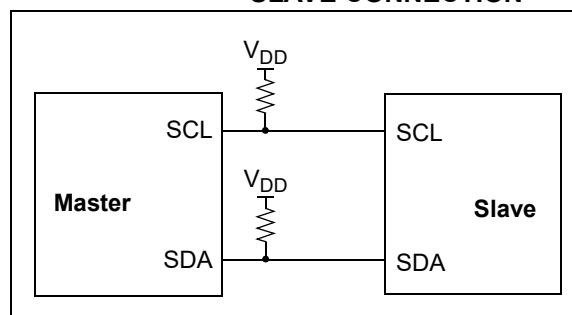 SLAVE CONNECTION
VDD
SCL SCL
VDD
Master Slave
SDA SDA